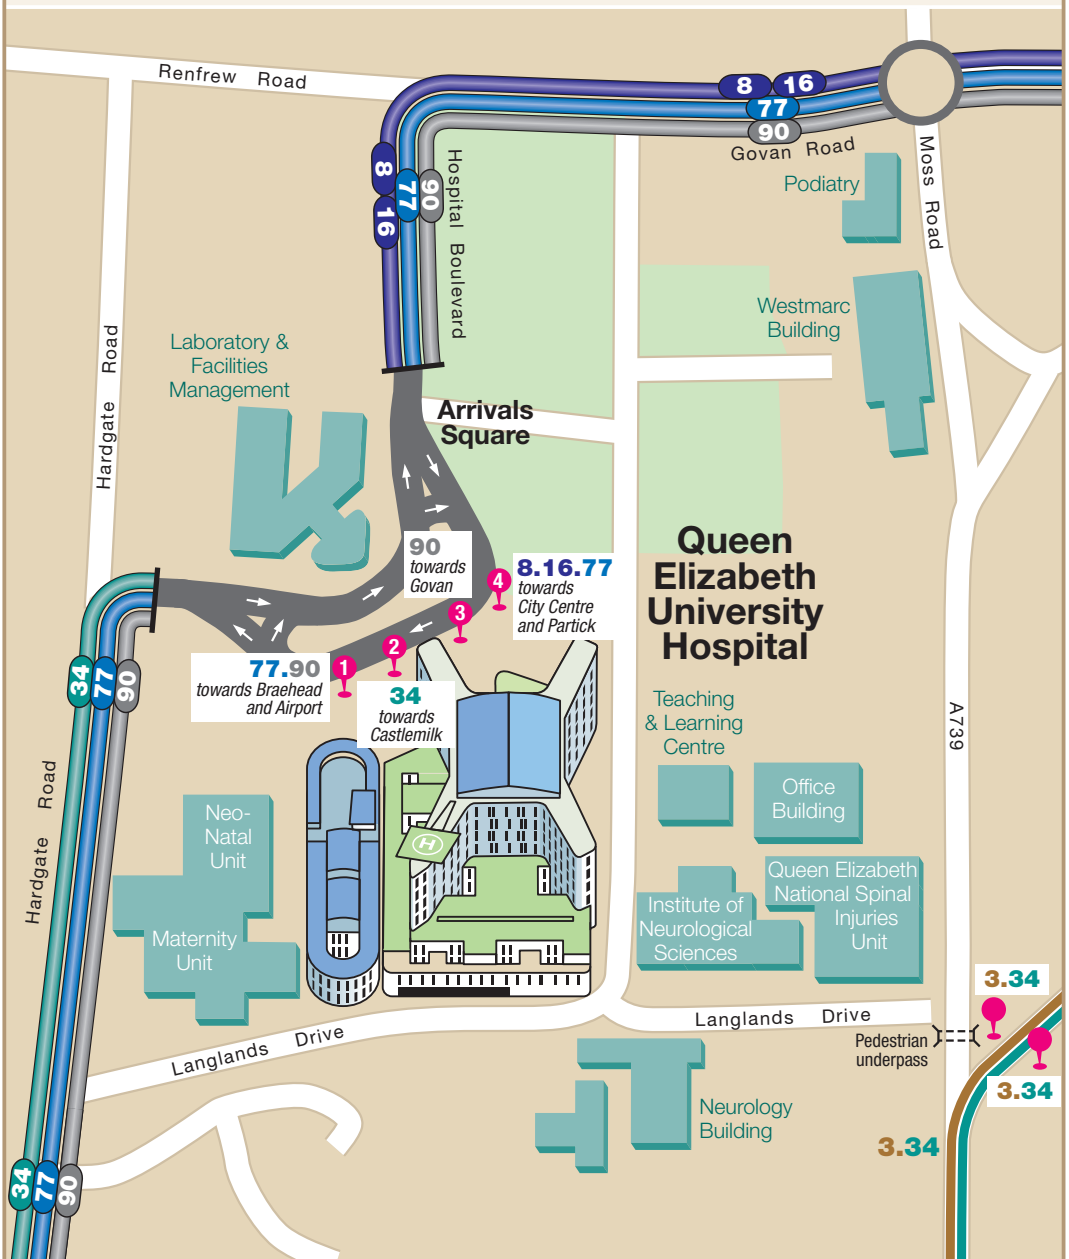 Renfrew Road
8 16
77
90
Govan Road
Moss Road
Podiatry
8
16
77
90
Hospital Boulevard
Westmarc
Building
Hardgate Road
Laboratory &
Facilities
Management
Arrivals
Square
Queen
Elizabeth
University
Hospital
90
towards
Govan
4
8.16.77
towards
City Centre
and Partick
3
2
1
77.90
towards Braehead
and Airport
34
towards
Castlemilk
34
77
90
Teaching
& Learning
Centre
A739
Office
Building
Hardgate Road
Neo-
Natal
Unit
H
Queen Elizabeth
National Spinal
Injuries
Unit
Institute of
Neurological
Sciences
Maternity
Unit
3.34
Langlands Drive
Langlands Drive
Pedestrian
underpass
3.34
Neurology
Building
3.34
34
77
90